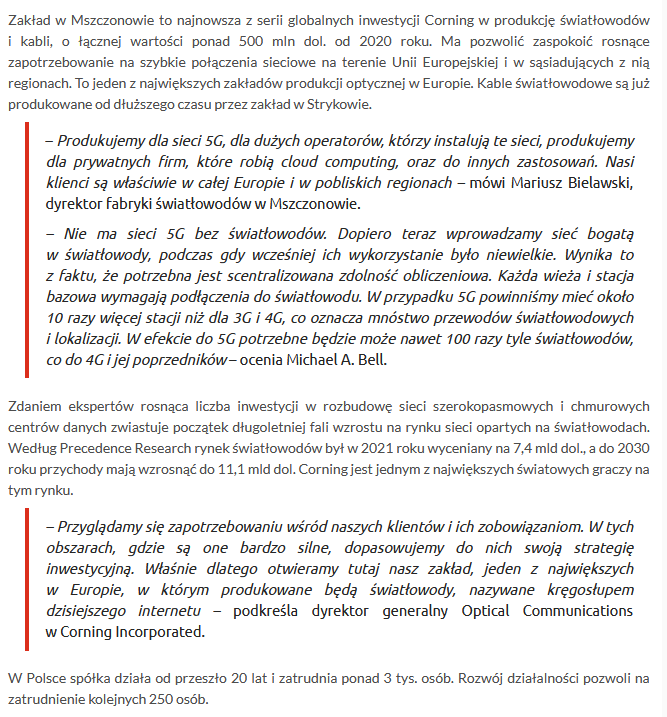 Zakład w Mszczonowie to najnowsza z serii globalnych inwestycji Corning w produkcję światłowodów
i kabli, o łącznej wartości ponad 500 mln dol. od 2020 roku. Ma pozwolić zaspokoić rosnące
zapotrzebowanie na szybkie połączenia sieciowe na terenie Unii Europejskiej i w sąsiadujących z nią
regionach. To jeden z największych zakładów produkcji optycznej w Europie. Kable światłowodowe są już
produkowane od dłuższego czasu przez zakład w Strykowie.
– Produkujemy dla sieci 5G, dla dużych operatorów, którzy instalują te sieci, produkujemy
dla prywatnych firm, które robią cloud computing, oraz do innych zastosowań. Nasi
klienci są właściwie w całej Europie i w pobliskich regionach – mówi Mariusz Bielawski,
dyrektor fabryki światłowodów w Mszczonowie.
– Nie ma sieci 5G bez światłowodów. Dopiero teraz wprowadzamy sieć bogatą
w światłowody, podczas gdy wcześniej ich wykorzystanie było niewielkie. Wynika to
z faktu, że potrzebna jest scentralizowana zdolność obliczeniowa. Każda wieża i stacja
bazowa wymagają podłączenia do światłowodu. W przypadku 5G powinniśmy mieć około
10 razy więcej stacji niż dla 3G i 4G, co oznacza mnóstwo przewodów światłowodowych
i lokalizacji. W efekcie do 5G potrzebne będzie może nawet 100 razy tyle światłowodów,
co do 4G i jej poprzedników – ocenia Michael A. Bell.
Zdaniem ekspertów rosnąca liczba inwestycji w rozbudowę sieci szerokopasmowych i chmurowych
centrów danych zwiastuje początek długoletniej fali wzrostu na rynku sieci opartych na światłowodach.
Według Precedence Research rynek światłowodów był w 2021 roku wyceniany na 7,4 mld dol., a do 2030
roku przychody mają wzrosnąć do 11,1 mld dol. Corning jest jednym z największych światowych graczy na
tym rynku.
– Przyglądamy się zapotrzebowaniu wśród naszych klientów i ich zobowiązaniom. W tych
obszarach, gdzie są one bardzo silne, dopasowujemy do nich swoją strategię
inwestycyjną. Właśnie dlatego otwieramy tutaj nasz zakład, jeden z największych
w Europie, w którym produkowane będą światłowody, nazywane kręgosłupem
dzisiejszego internetu – podkreśla dyrektor generalny Optical Communications
w Corning Incorporated.
W Polsce spółka działa od przeszło 20 lat i zatrudnia ponad 3 tys. osób. Rozwój działalności pozwoli na
zatrudnienie kolejnych 250 osób.